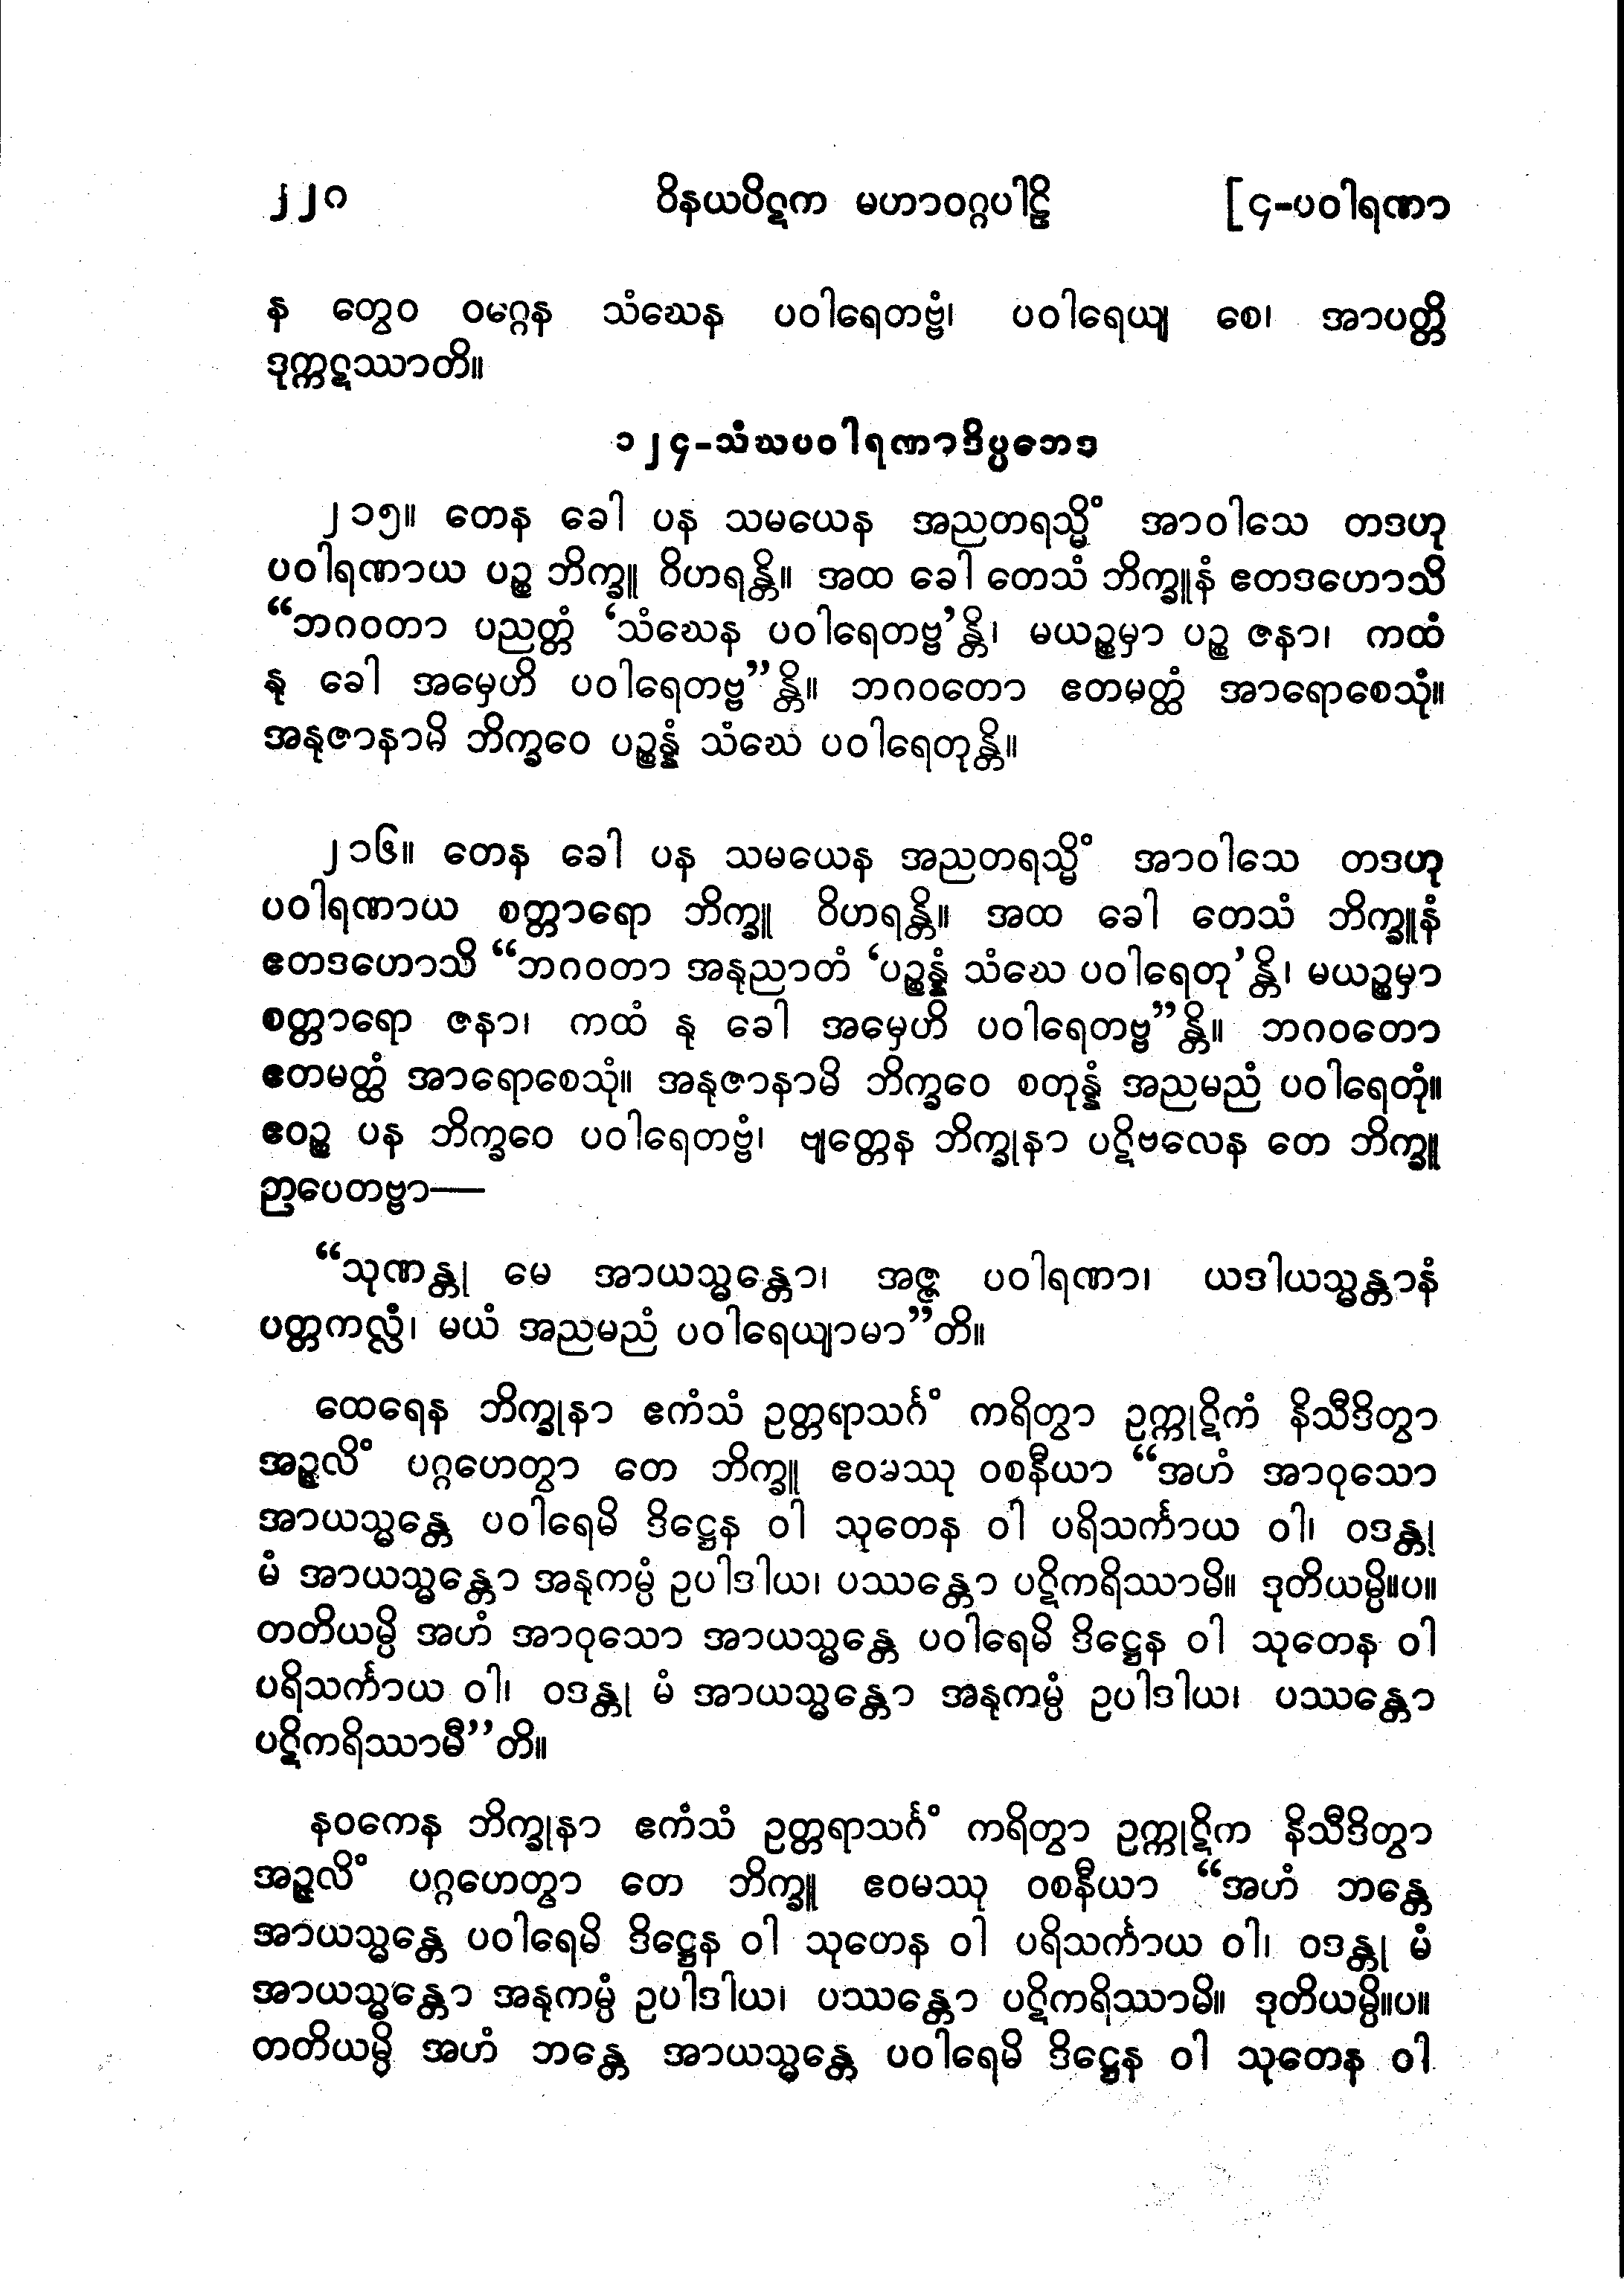 ၂၂၀ ဝိနယပိဋက မဟာဝဂ္ဂပါဠိ [၄-ပဝါရဏာ
န တွေဝ ဝဂ္ဂေန သံဃေန ပဝါရေတဗ္ဗံ၊ ပဝါရေယျ စေ၊ အာပတ္တိ
ဒုက္ကဋဿာတိ။
၁၂၄-သံဃပဝါရဏာဒိပ္ပဘေဒ
၂၁၅။ တေန ခေါ ပန သမယေန အညတရသ္မိံ အာဝါသေ တဒဟု
ပဝါရဏာယ ပဉ္စ ဘိက္ခူ ဝိဟရန္တိ။ အထ ခေါ တေသံ ဘိက္ခူနံ ဧတဒဟောသိ
“ဘဂဝတာ ပညတ္တံ ‘သံဃေန ပဝါရေတဗ္ဗ’န္တိ၊ မယဉ္စမှာ ပဉ္စ ဇနာ၊ ကထံ
နု ခေါ အမှေဟိ ပဝါရေတဗ္ဗ”န္တိ။ ဘဂဝတော ဧတမတ္ထံ အာရောစေသုံ။
အနုဇာနာမိ ဘိက္ခဝေ ပဉ္စန္နံ သံဃေ ပဝါရေတုန္တိ။
၂၁၆။ တေန ခေါ ပန သမယေန အညတရသ္မိံ အာဝါသေ တဒဟု
ပဝါရဏာယ စတ္တာရော ဘိက္ခူ ဝိဟရန္တိ။ အထ ခေါ တေသံ ဘိက္ခူနံ
ဧတဒဟောသိ “ဘဂဝတာ အနုညာတံ ‘ပဉ္စန္နံ သံဃေ ပဝါရေတု’န္တိ၊ မယဉ္စမှာ
စတ္တာရော ဇနာ၊ ကထံ နု ခေါ အမှေဟိ ပဝါရေတဗ္ဗ”န္တိ။ ဘဂဝတော
ဧတမတ္ထံ အာရောစေသုံ။ အနုဇာနာမိ ဘိက္ခဝေ စတုန္နံ အညမညံ ပဝါရေတုံ။
ဧဝဉ္စ ပန ဘိက္ခဝေ ပဝါရေတဗ္ဗံ၊ ဗျတ္တေန ဘိက္ခုနာ ပဋိဗလေန တေ ဘိက္ခူ
ဉာပေတဗ္ဗာ—
“သုဏန္တု မေ အာယသ္မန္တော၊ အဇ္ဇ ပဝါရဏာ၊ ယဒါယသ္မန္တာနံ
ပတ္တကလ္လံ၊ မယံ အညမညံ ပဝါရေယျာမာ”တိ။
ထေရေန ဘိက္ခုနာ ဧကံသံ ဥတ္တရာသင်္ဂံ ကရိတွာ ဥက္ကုဋိကံ နိသီဒိတွာ
အဉ္ဇလိံ ပဂ္ဂဟေတွာ တေ ဘိက္ခူ ဧဝမဿု ဝစနီယာ “အဟံ အာဝုသော
အာယသ္မန္တေ ပဝါရေမိ ဒိဋ္ဌေန ဝါ သုတေန ဝါ ပရိသင်္ကာယ ဝါ၊ ဝဒန္တု
မံ အာယသ္မန္တော အနုကမ္ပံ ဥပါဒါယ၊ ပဿန္တော ပဋိကရိဿာမိ။ ဒုတိယမ္ပိ။ပ။
တတိယမ္ပိ အဟံ အာဝုသော အာယသ္မန္တေ ပဝါရေမိ ဒိဋ္ဌေန ဝါ သုတေန ဝါ
ပရိသင်္ကာယ ဝါ၊ ဝဒန္တု မံ အာယသ္မန္တော အနုကမ္ပံ ဥပါဒါယ၊ ပဿန္တော
ပဋိကရိဿာမီ”တိ။
နဝကေန ဘိက္ခုနာ ဧကံသံ ဥတ္တရာသင်္ဂံ ကရိတွာ ဥက္ကုဋိက နိသီဒိတွာ
အဉ္ဇလိံ ပဂ္ဂဟေတွာ တေ ဘိက္ခူ ဧဝမဿု ဝစနီယာ “အဟံ ဘန္တေ
အာယသ္မန္တေ ပဝါရေမိ ဒိဋ္ဌေန ဝါ သုတေန ဝါ ပရိသင်္ကာယ ဝါ၊ ဝဒန္တု မံ
အာယသ္မန္တော အနုကမ္ပံ ဥပါဒါယ၊ ပဿန္တော ပဋိကရိဿာမိ။ ဒုတိယမ္ပိ။ပ။
တတိယမ္ပိ အဟံ ဘန္တေ အာယသ္မန္တေ ပဝါရေမိ ဒိဋ္ဌေန ဝါ သုတေန ဝါ